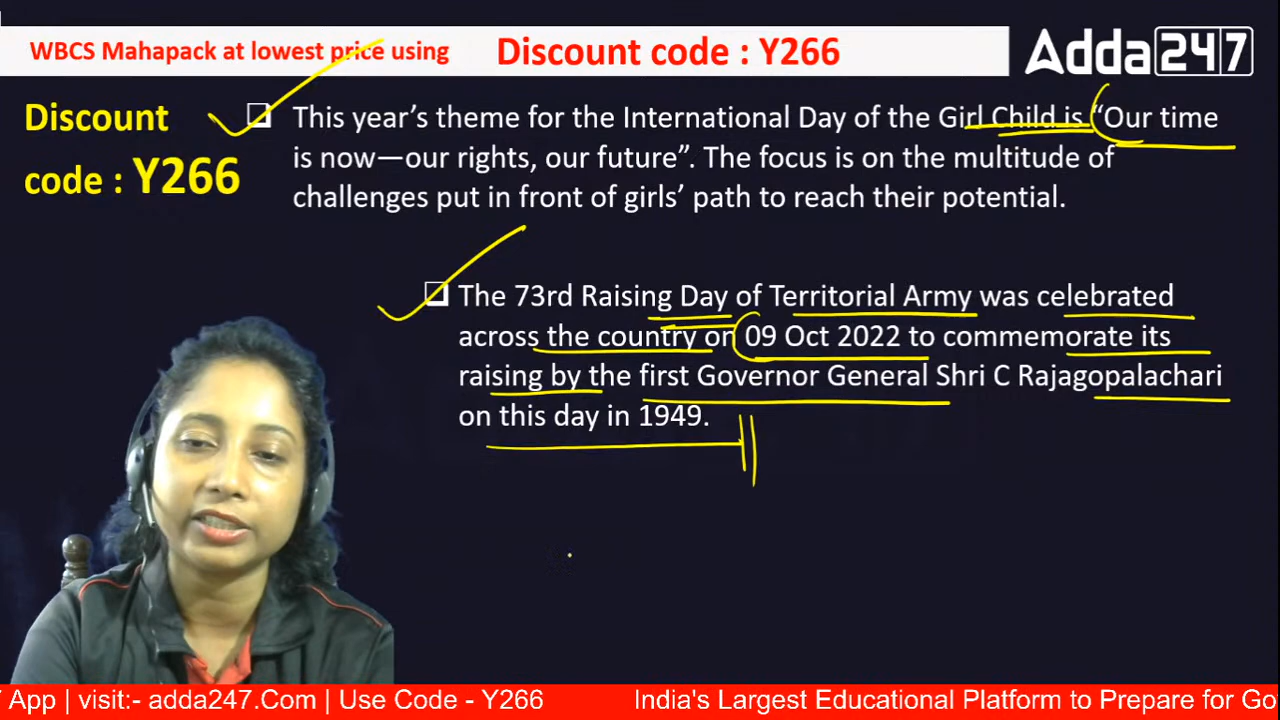 WBCS Mahapack at lowest price using
Discount code : Y266
Adda247
Discount
code : Y266
This year’s theme for the International Day of the Girl Child is “Our time
is now—our rights, our future”. The focus is on the multitude of
challenges put in front of girls’ path to reach their potential.
The 73rd Raising Day of Territorial Army was celebrated
across the country on 09 Oct 2022 to commemorate its
raising by the first Governor General Shri C Rajagopalachari
on this day in 1949.
App | visit:- adda247.Com | Use Code - Y266
India's Largest Educational Platform to Prepare for Go